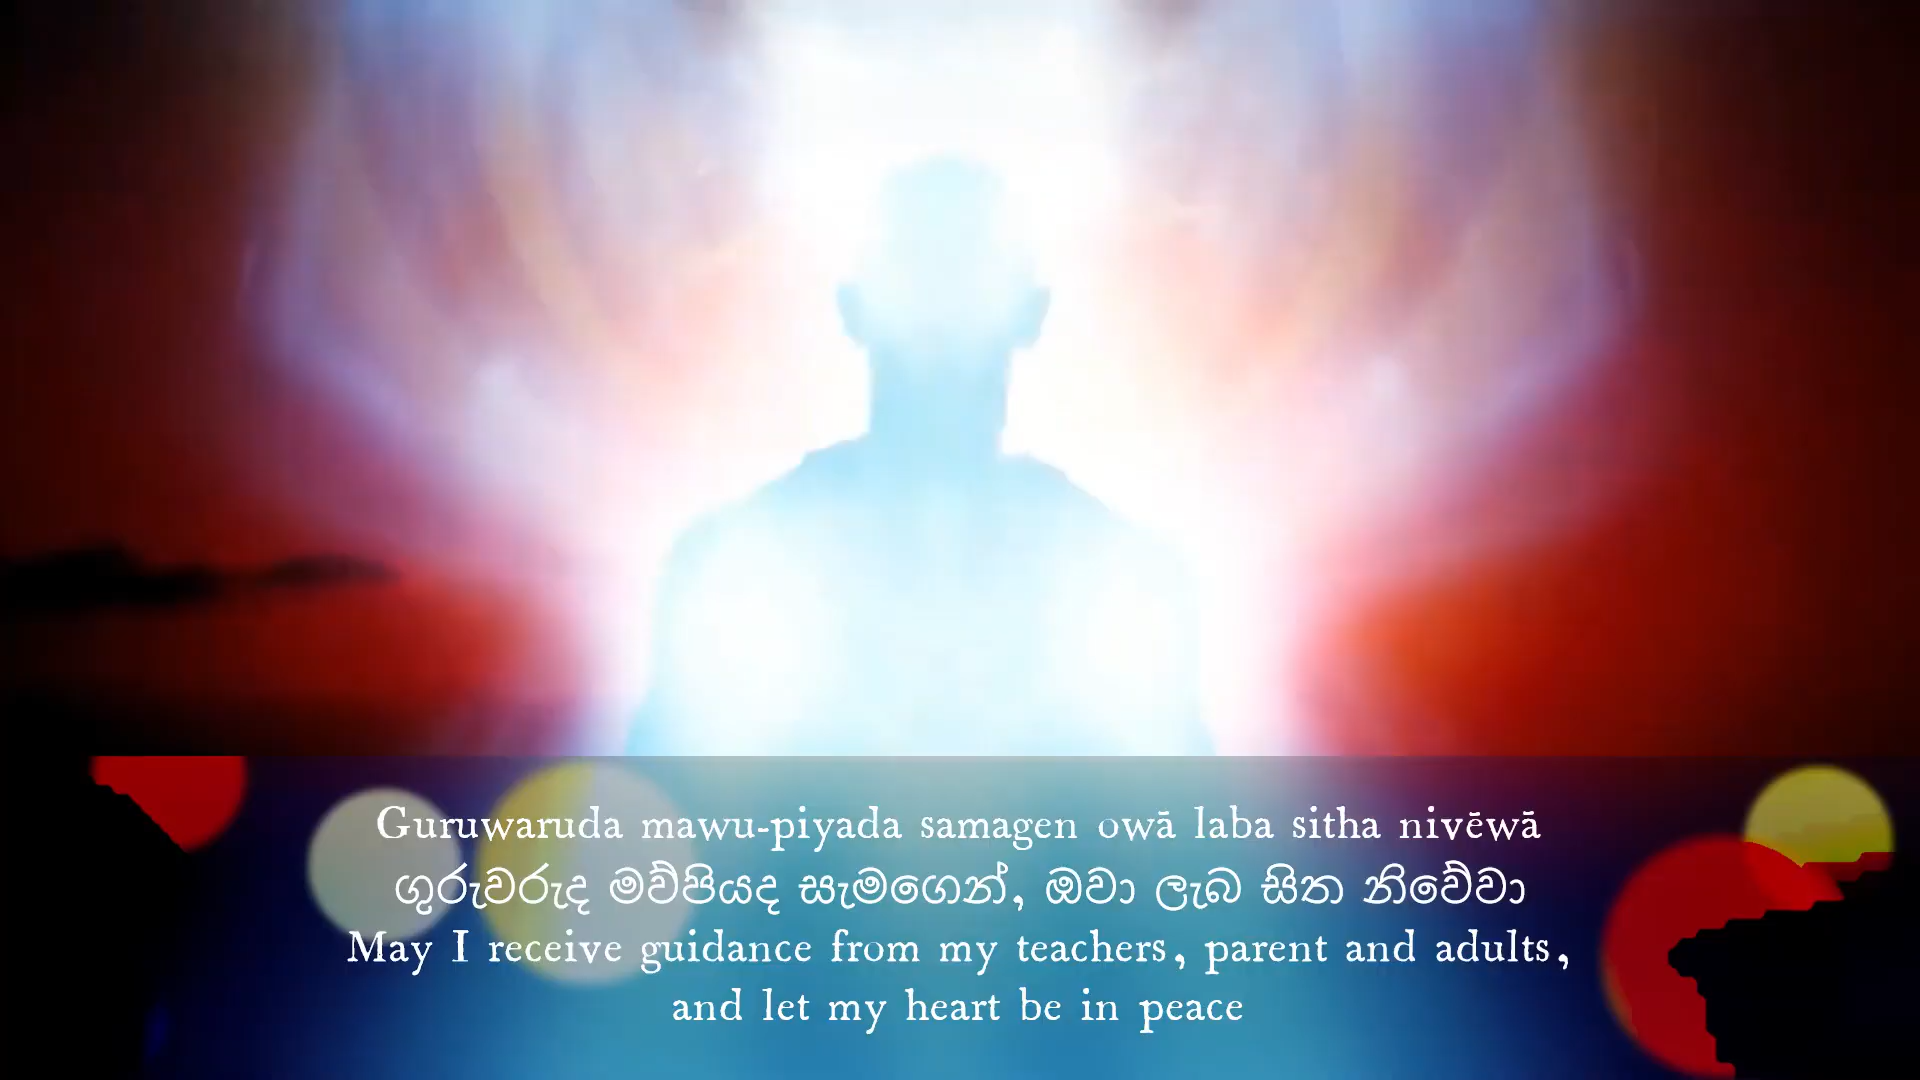 Guruwaruda mawu-piyada samagen owā laba sitha nivēwā
ගුරුවරුද මව්පියද සැමගෙන්, ඔවා ලැබ සිත නිවේවා
May I receive guidance from my teachers, parent and adults,
and let my heart be in peace